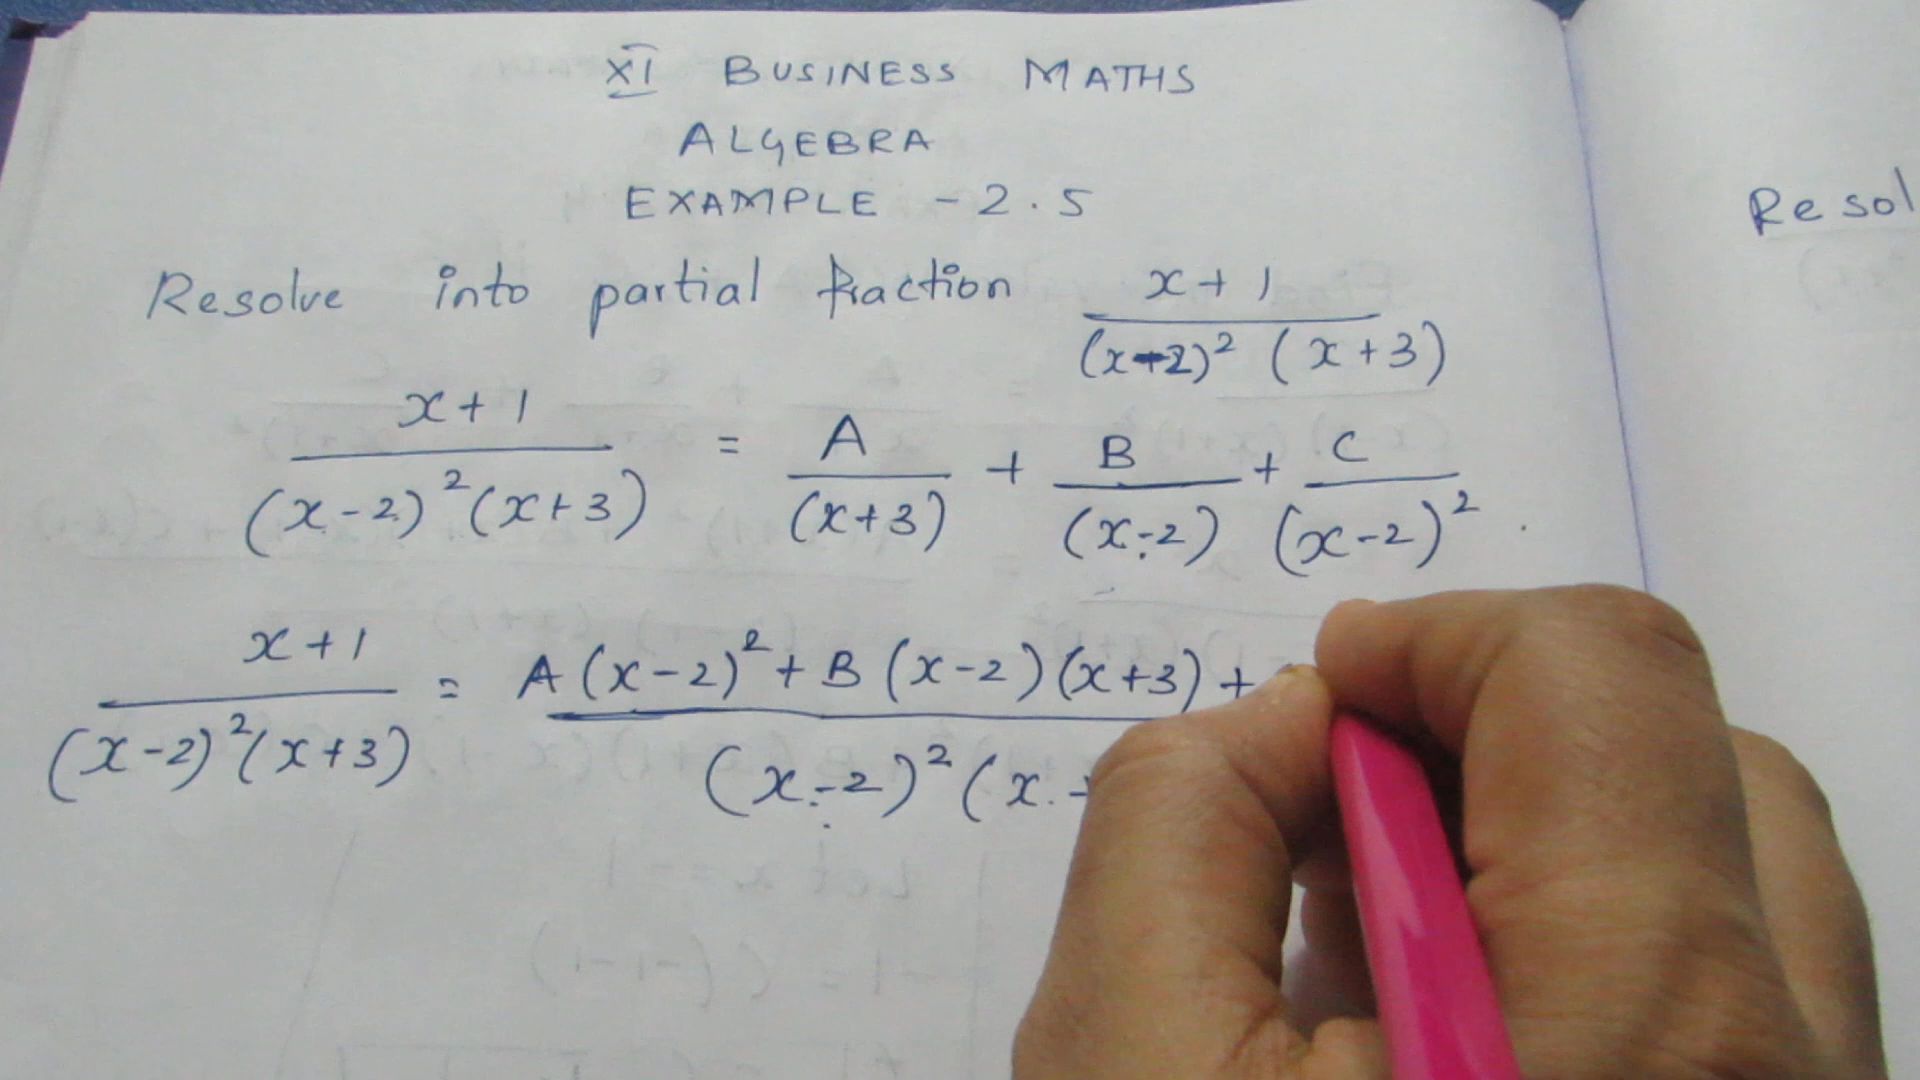 XI BUSINESS MATHS
ALGEBRA
EXAMPLE - 2.5
Resolve into partial fraction x+1
(x-2)² (x+3)
x+1 = A + B + C
(x-2)²(x+3) (x+3) (x-2) (x-2)² .
x+1 = A(x-2)²+B(x-2)(x+3)+
(x-2)²(x+3) (x-2)²(x
Resol